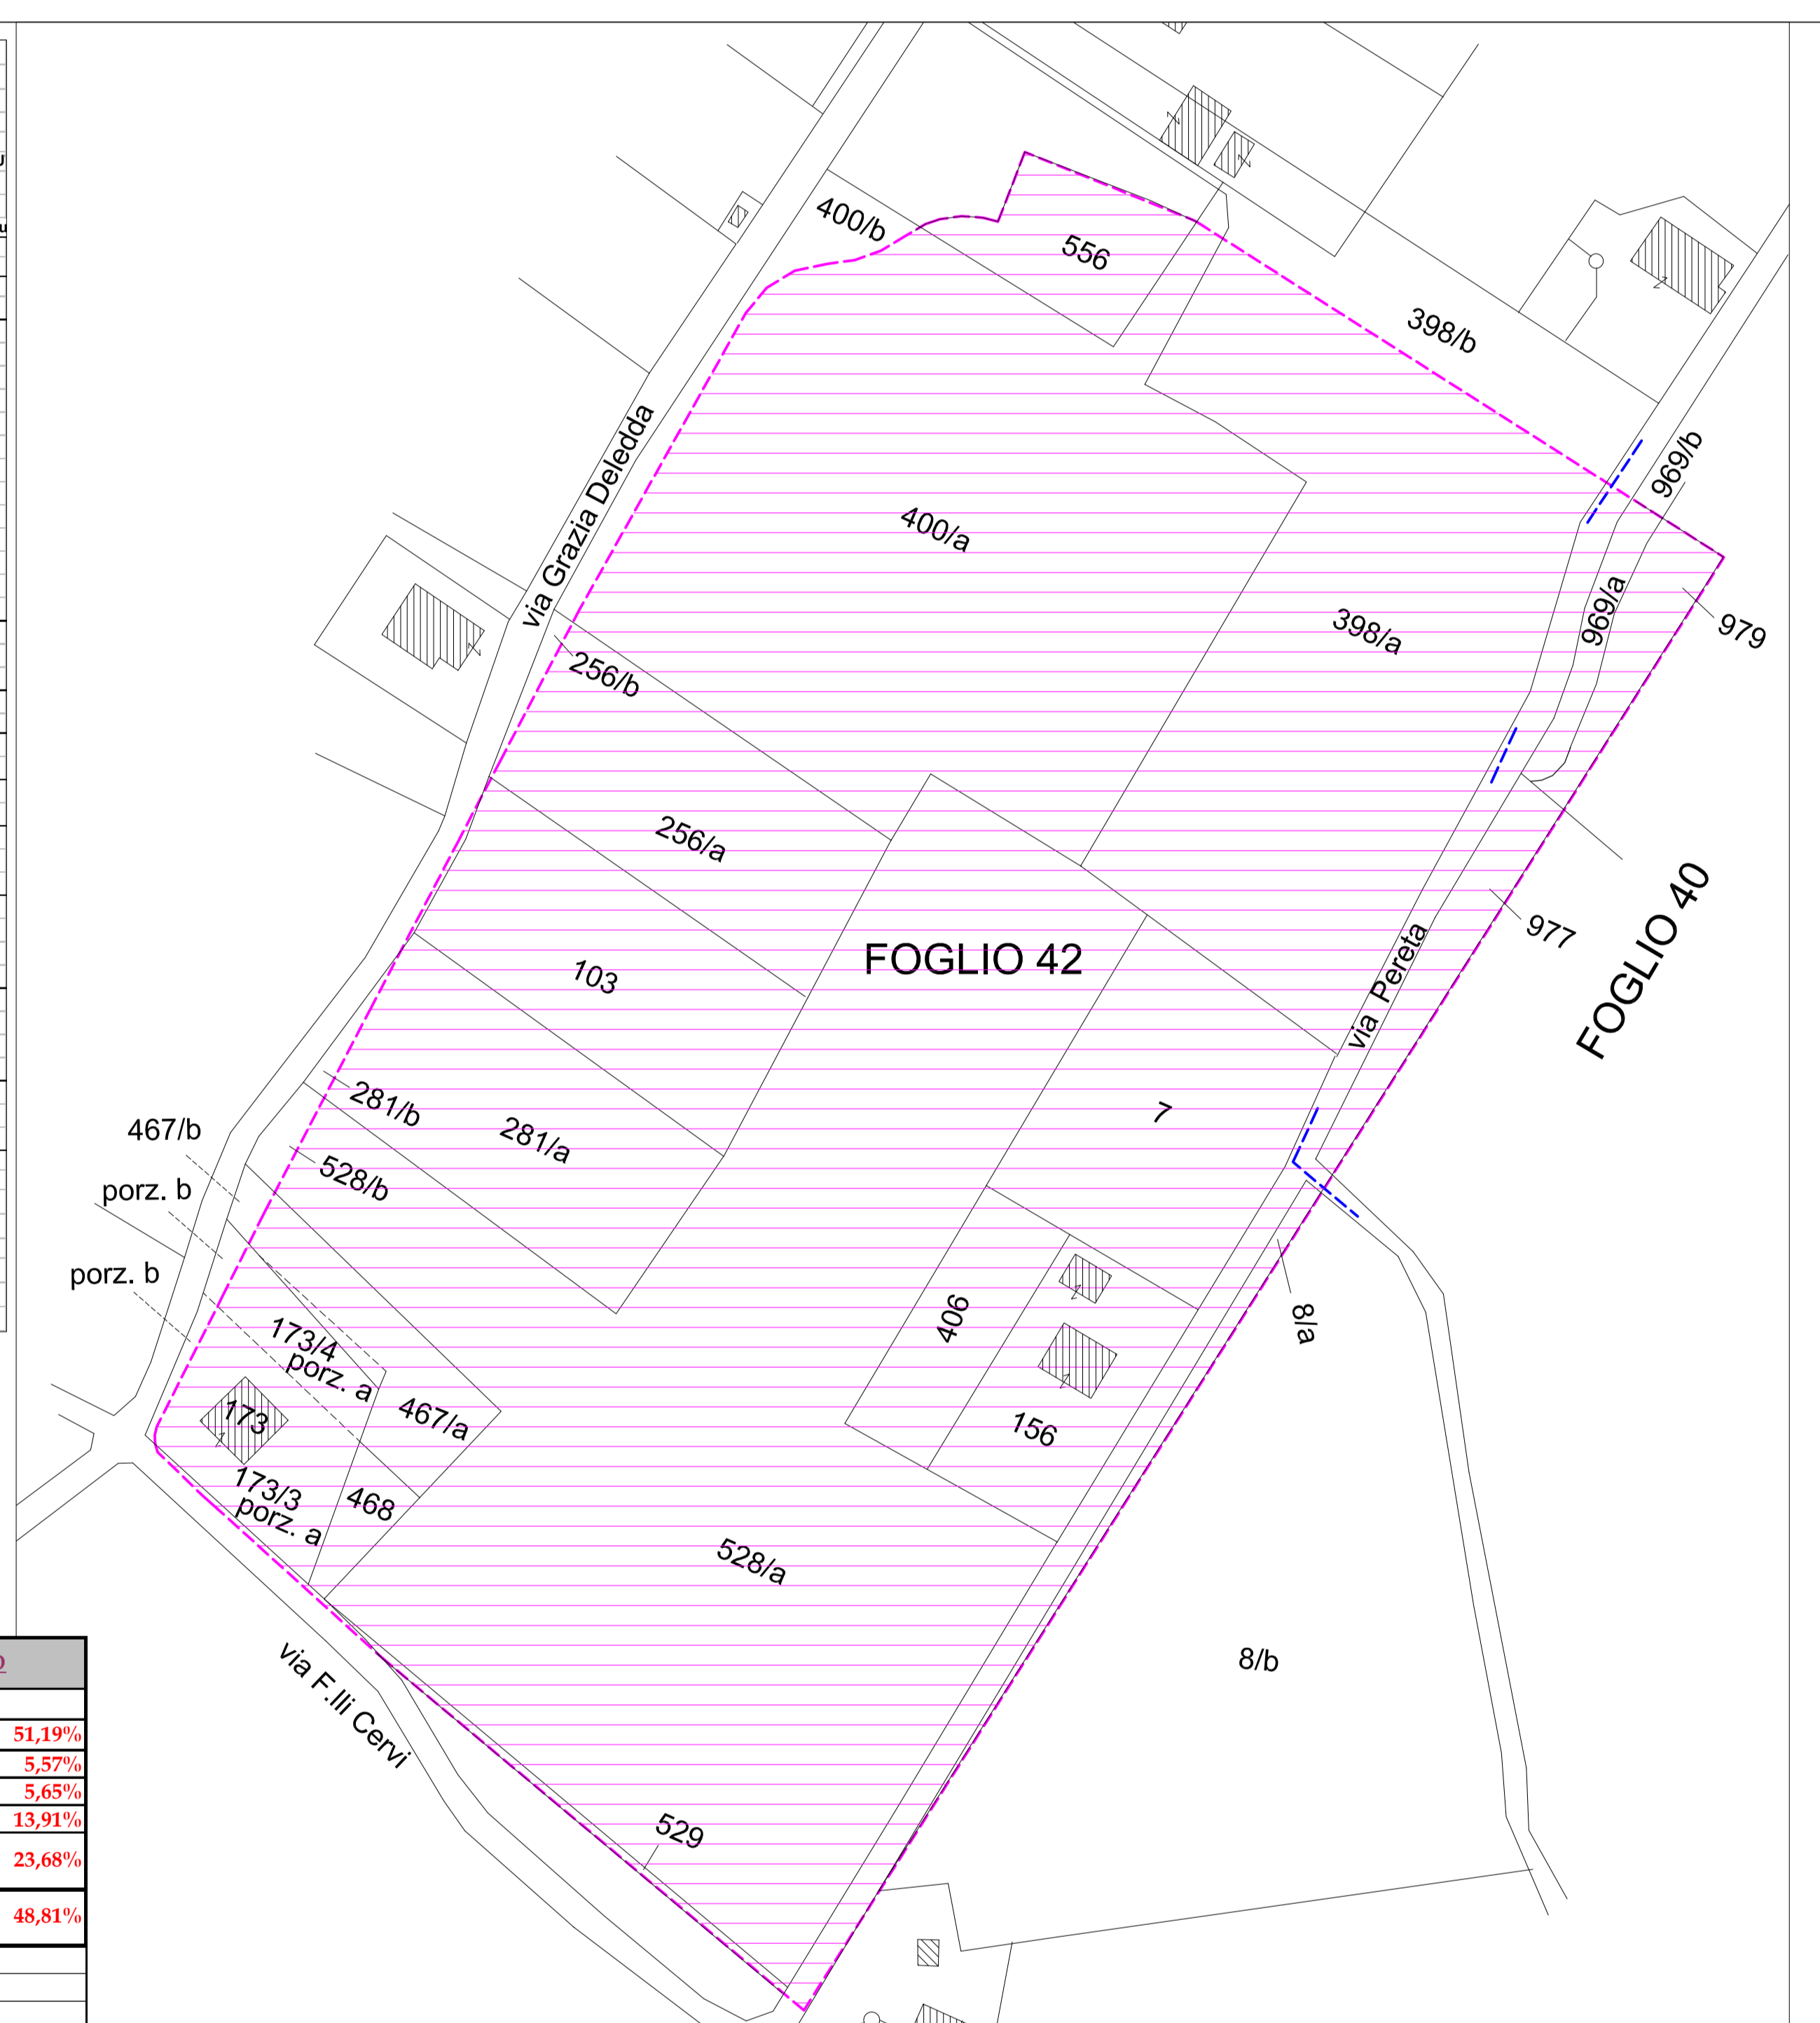 400/b
556
398/b
via Grazia Deledda
400/a
969/b
969/a
398/a
979
256/b
256/a
FOGLIO 42
FOGLIO 40
977
103
via Pereta
281/b
281/a
7
467/b
528/b
porz. b
porz. b
406
8/a
173/4
porz. a
467/a
173
156
173/3
porz. a
468
528/a
via F.lli Cervi
8/b
529
51,19%
5,57%
5,65%
13,91%
23,68%
48,81%